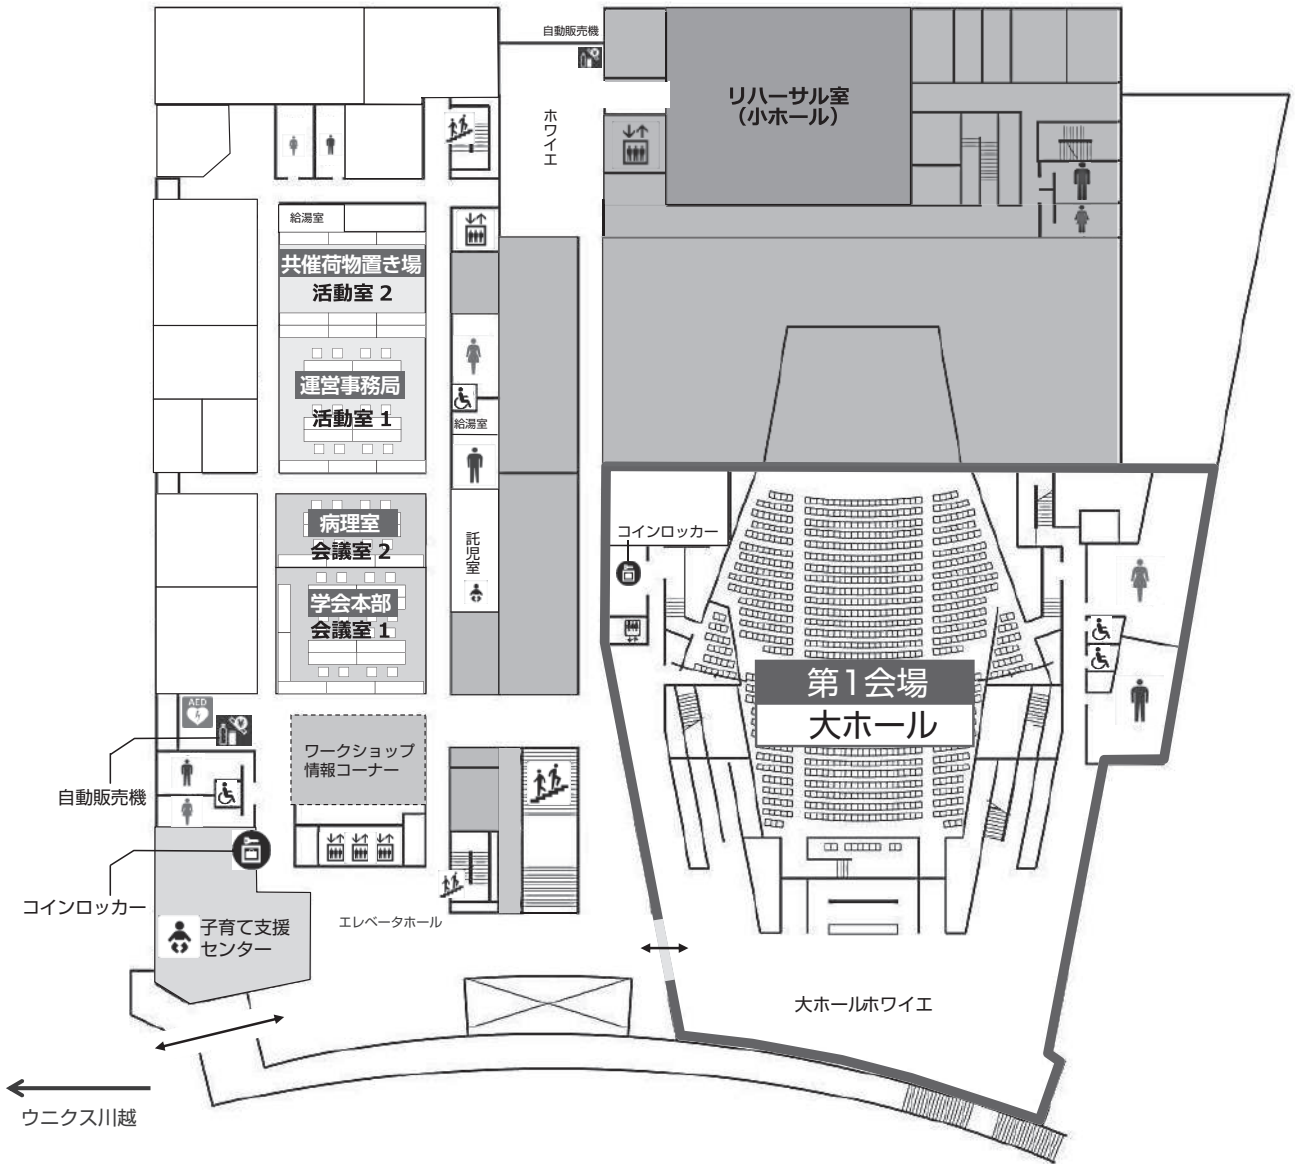 自動販売機
リハーサル室
（小ホール）
ホワイエ
給湯室
共催荷物置き場
活動室 2
運営事務局
活動室 1
給湯室
病理室
会議室 2
託児室
コインロッカー
学会本部
会議室 1
第1会場
大ホール
AED
ワークショップ
情報コーナー
自動販売機
コインロッカー
エレベータホール
子育て支援
センター
大ホールホワイエ
ウニクス川越